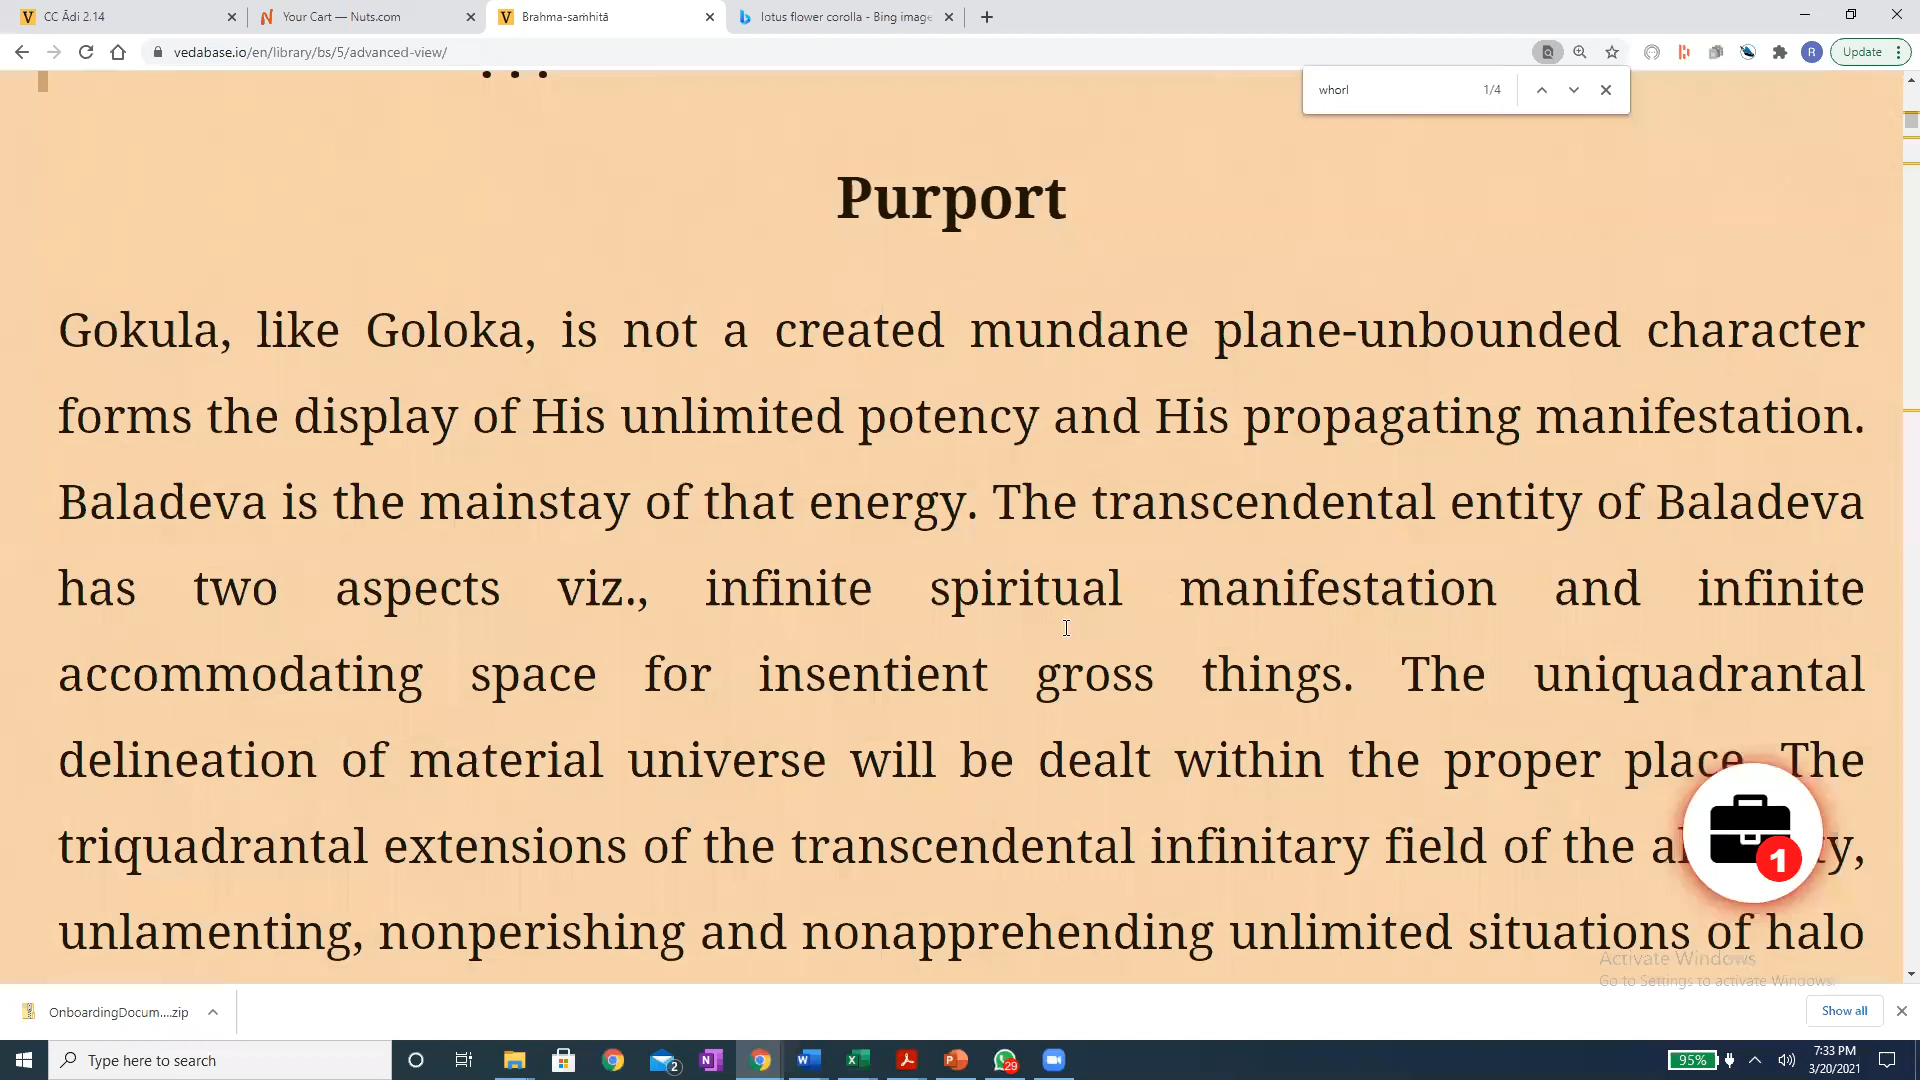 CC Ādi 2.14
Your Cart — Nuts.com
Brahma-saṁhitā
lotus flower corolla - Bing image
vedabase.io/en/library/bs/5/advanced-view/
R
Update
whorl 1/4
Purport
Gokula, like Goloka, is not a created mundane plane-unbounded character
forms the display of His unlimited potency and His propagating manifestation.
Baladeva is the mainstay of that energy. The transcendental entity of Baladeva
has two aspects viz., infinite spiritual manifestation and infinite
accommodating space for insentient gross things. The uniquadrantal
delineation of material universe will be dealt within the proper place. The
triquadrantal extensions of the transcendental infinitary field of the
unlamenting, nonperishing and nonapprehending unlimited situations of halo
1
Activate Windows
Go to Settings to activate Windows.
OnboardingDocum....zip
Show all
Type here to search
2
29
95%
7:33 PM
3/20/2021